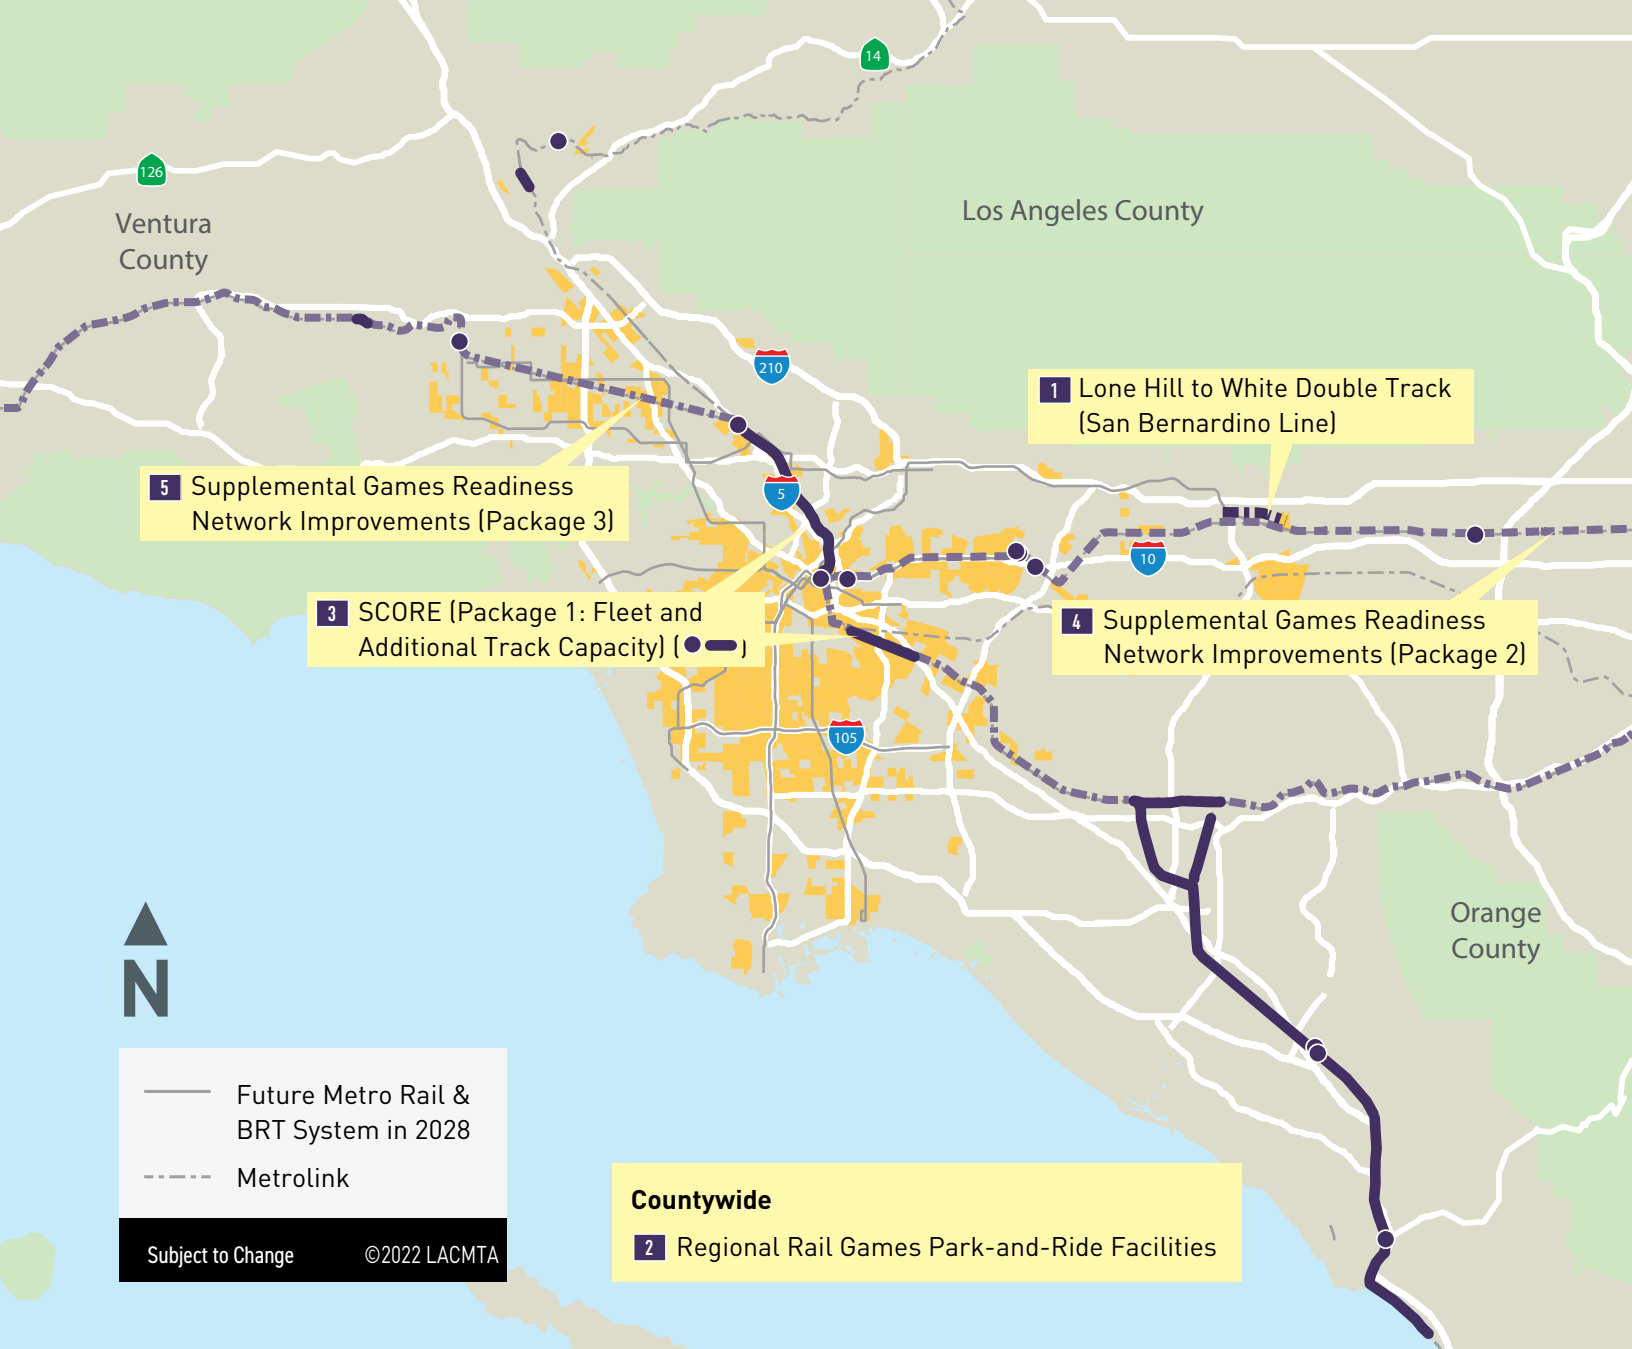 14
126
Ventura
County
Los Angeles County
210
1 Lone Hill to White Double Track
(San Bernardino Line)
5 Supplemental Games Readiness
Network Improvements (Package 3)
5
10
3 SCORE (Package 1: Fleet and
Additional Track Capacity) ( )
4 Supplemental Games Readiness
Network Improvements (Package 2)
105
Orange
County
N
Future Metro Rail &
BRT System in 2028
Metrolink
Subject to Change ©2022 LACMTA
Countywide
2 Regional Rail Games Park-and-Ride Facilities